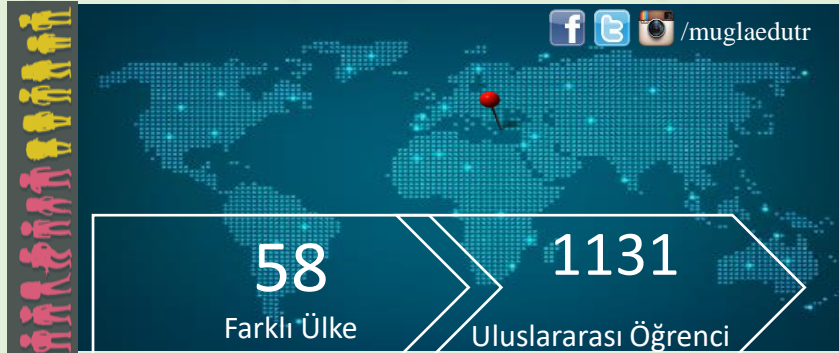 /muglaedutr
58
Farklı Ülke
1131
Uluslararası Öğrenci